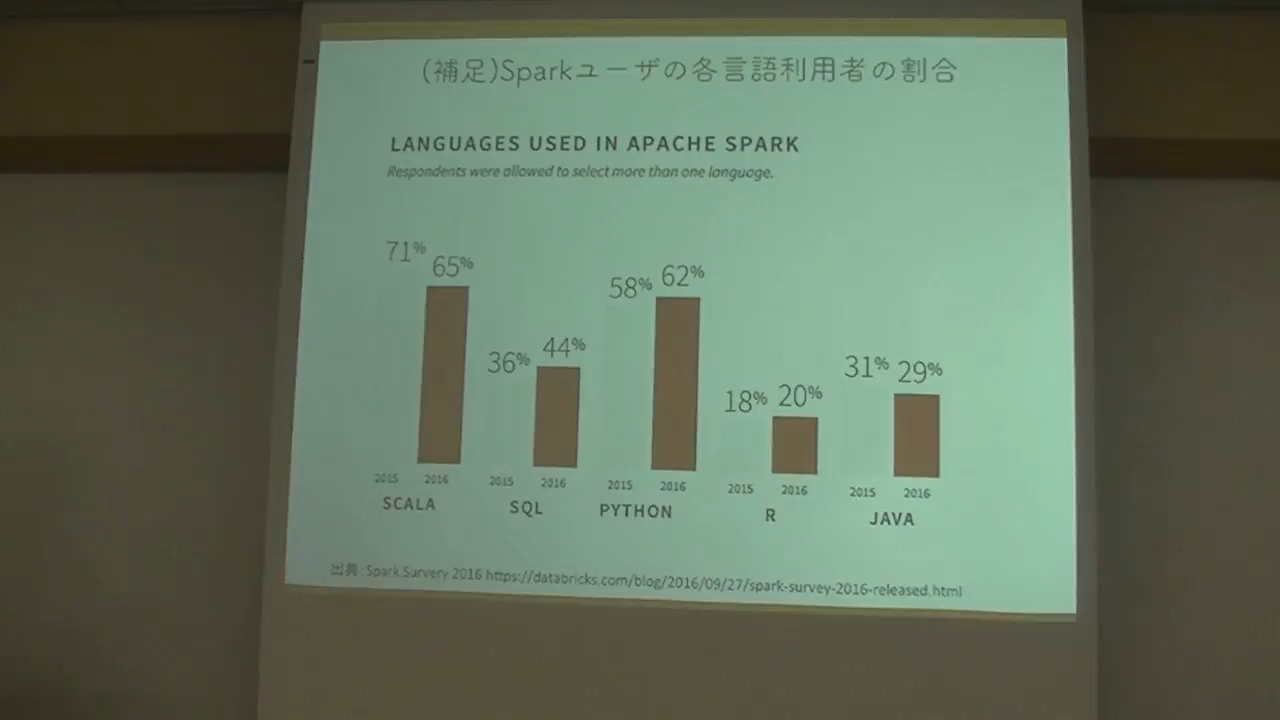 (補足)Sparkユーザの各言語利用者の割合
LANGUAGES USED IN APACHE SPARK
Respondents were allowed to select more than one language.
71% 65% 36% 44% 58% 62% 18% 20% 31% 29%
2015 2016 2015 2016 2015 2016 2015 2016 2015 2016
SCALA SQL PYTHON R JAVA
出典：Spark Survery 2016 https://databricks.com/blog/2016/09/27/spark-survey-2016-released.html